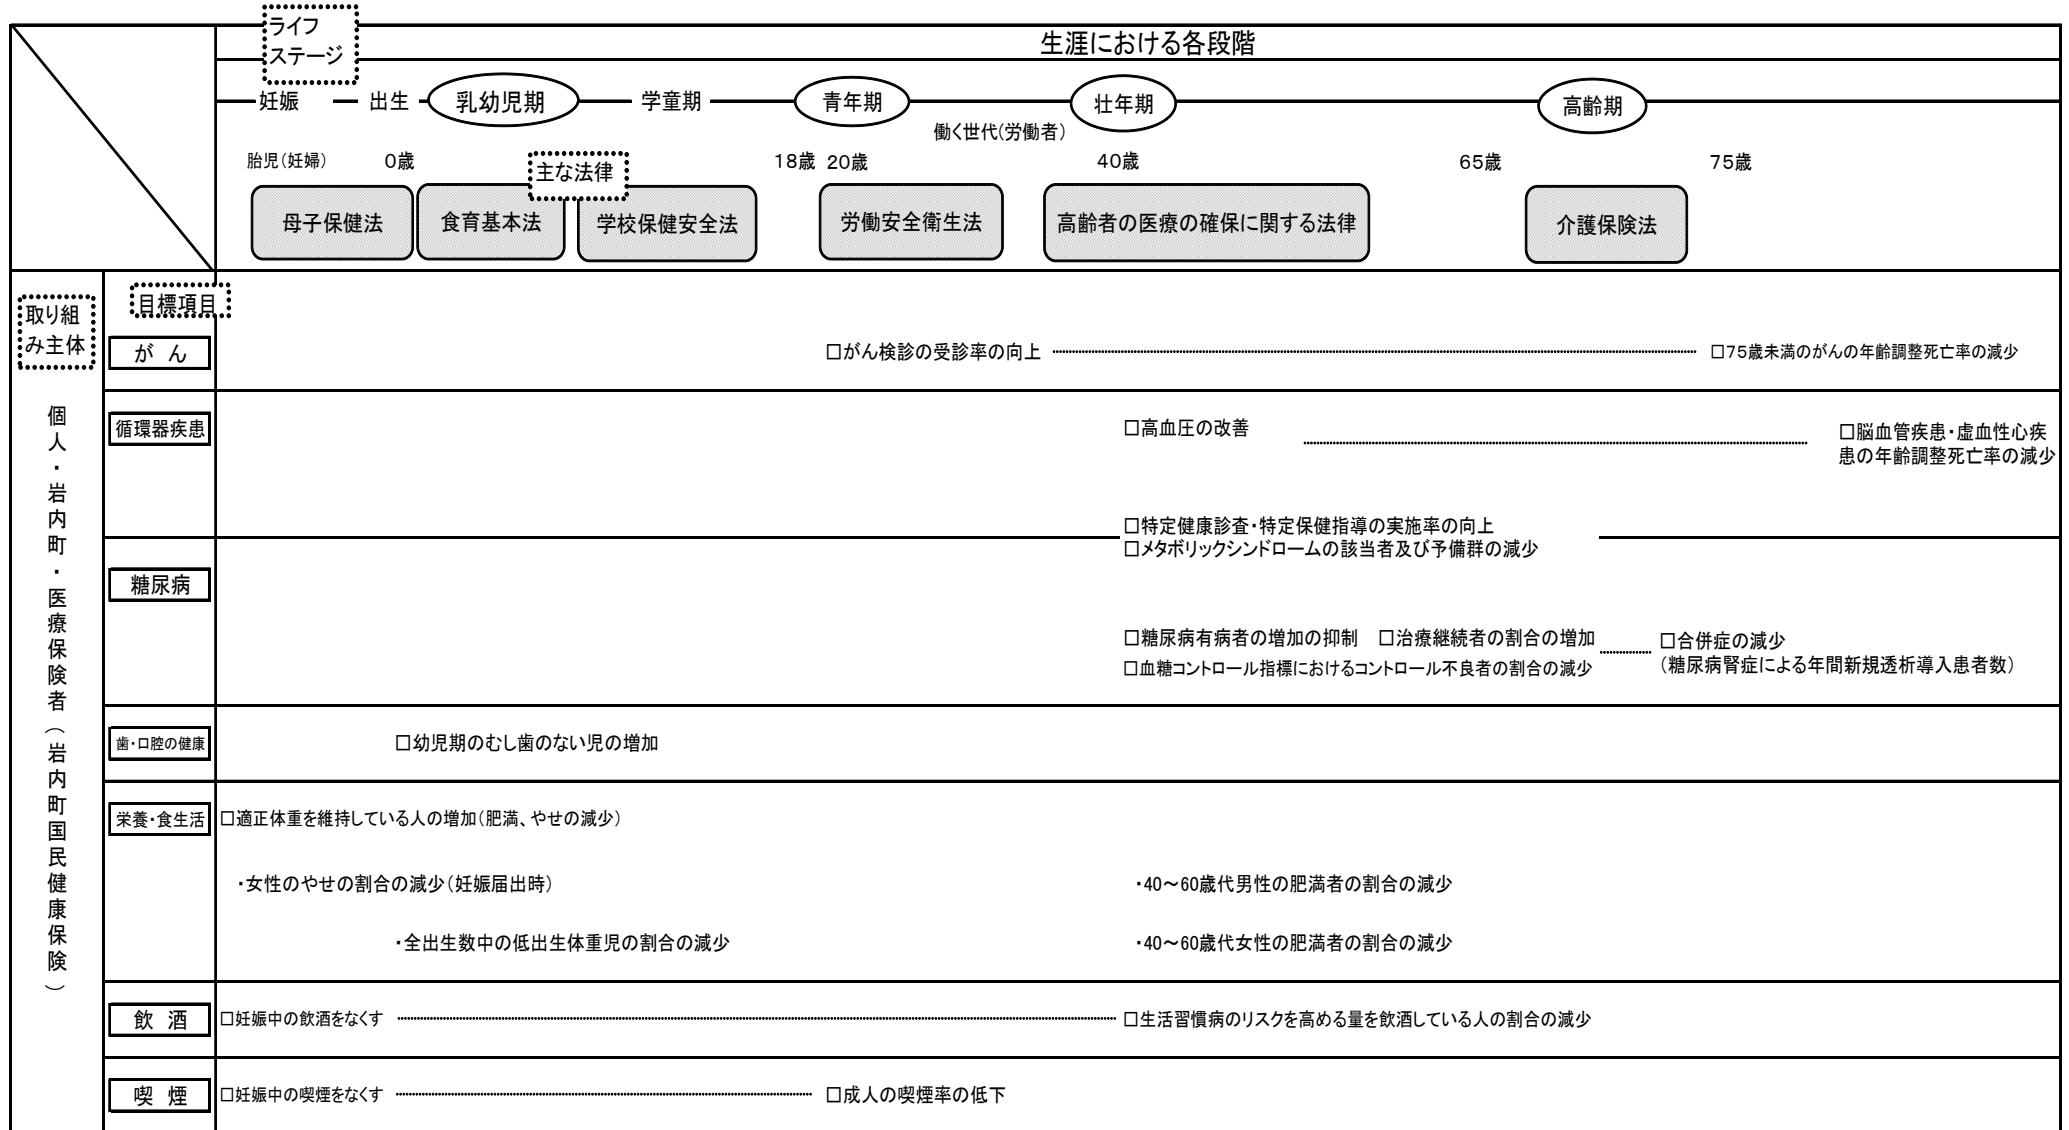 ライフ
ステージ
生涯における各段階
妊娠
出生
乳幼児期
学童期
青年期
壮年期
高齢期
働く世代(労働者)
胎児(妊婦)
0歳
18歳
20歳
40歳
65歳
75歳
主な法律
母子保健法
食育基本法
学校保健安全法
労働安全衛生法
高齢者の医療の確保に関する法律
介護保険法
取り組
み主体
目標項目
個人・岩内町・医療保険者(岩内町国民健康保険)
がん
□がん検診の受診率の向上
□75歳未満のがんの年齢調整死亡率の減少
循環器疾患
□高血圧の改善
□脳血管疾患・虚血性心疾
患の年齢調整死亡率の減少
□特定健康診査・特定保健指導の実施率の向上
□メタボリックシンドロームの該当者及び予備群の減少
糖尿病
□糖尿病有病者の増加の抑制
□治療継続者の割合の増加
□血糖コントロール指標におけるコントロール不良者の割合の減少
□合併症の減少
(糖尿病腎症による年間新規透析導入患者数)
歯・口腔の健康
□幼児期のむし歯のない児の増加
栄養・食生活
□適正体重を維持している人の増加(肥満、やせの減少)
・女性のやせの割合の減少(妊娠届出時)
・40～60歳代男性の肥満者の割合の減少
・全出生数中の低出生体重児の割合の減少
・40～60歳代女性の肥満者の割合の減少
飲酒
□妊娠中の飲酒をなくす
□生活習慣病のリスクを高める量を飲酒している人の割合の減少
喫煙
□妊娠中の喫煙をなくす
□成人の喫煙率の低下